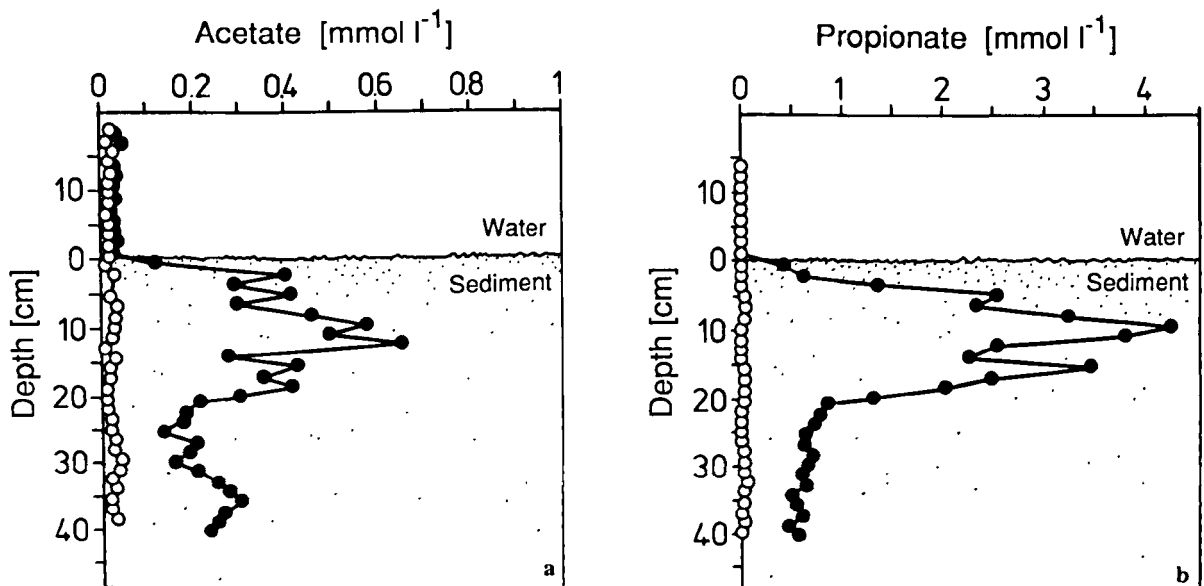 Acetate [mmol l⁻¹]
0 0.2 0.4 0.6 0.8 1
10
0
10
20
30
40
Depth [cm]
Water
Sediment
a
Propionate [mmol l⁻¹]
0 1 2 3 4
10
0
10
20
30
40
Depth [cm]
Water
Sediment
b